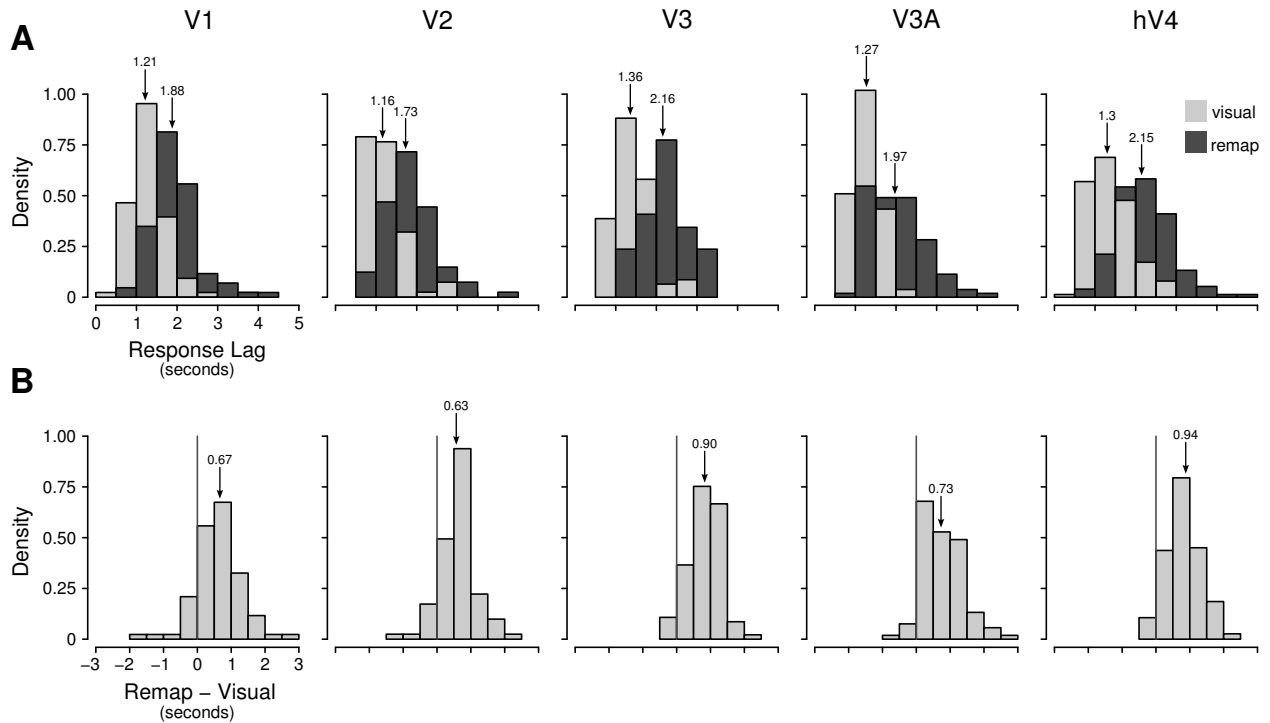 V1 V2 V3 V3A hV4
A
1.21 1.88 1.16 1.73 1.36 2.16 1.27 1.97 1.3 2.15
visual
remap
Density
1.00
0.75
0.50
0.25
0
0 1 2 3 4 5
Response Lag
(seconds)
B
0.67 0.63 0.90 0.73 0.94
Density
1.00
0.75
0.50
0.25
0
−3 −2 −1 0 1 2 3
Remap − Visual
(seconds)